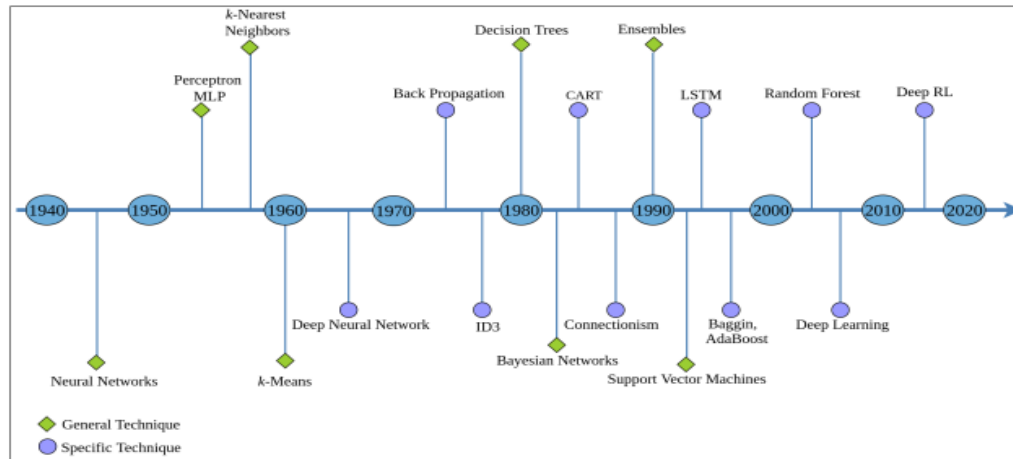 k-Nearest
Neighbors
Decision Trees
Ensembles
Perceptron
MLP
Back Propagation
CART
LSTM
Random Forest
Deep RL
1940
1950
1960
1970
1980
1990
2000
2010
2020
Deep Neural Network
ID3
Connectionism
Baggin,
AdaBoost
Deep Learning
Bayesian Networks
Neural Networks
k-Means
Support Vector Machines
General Technique
Specific Technique